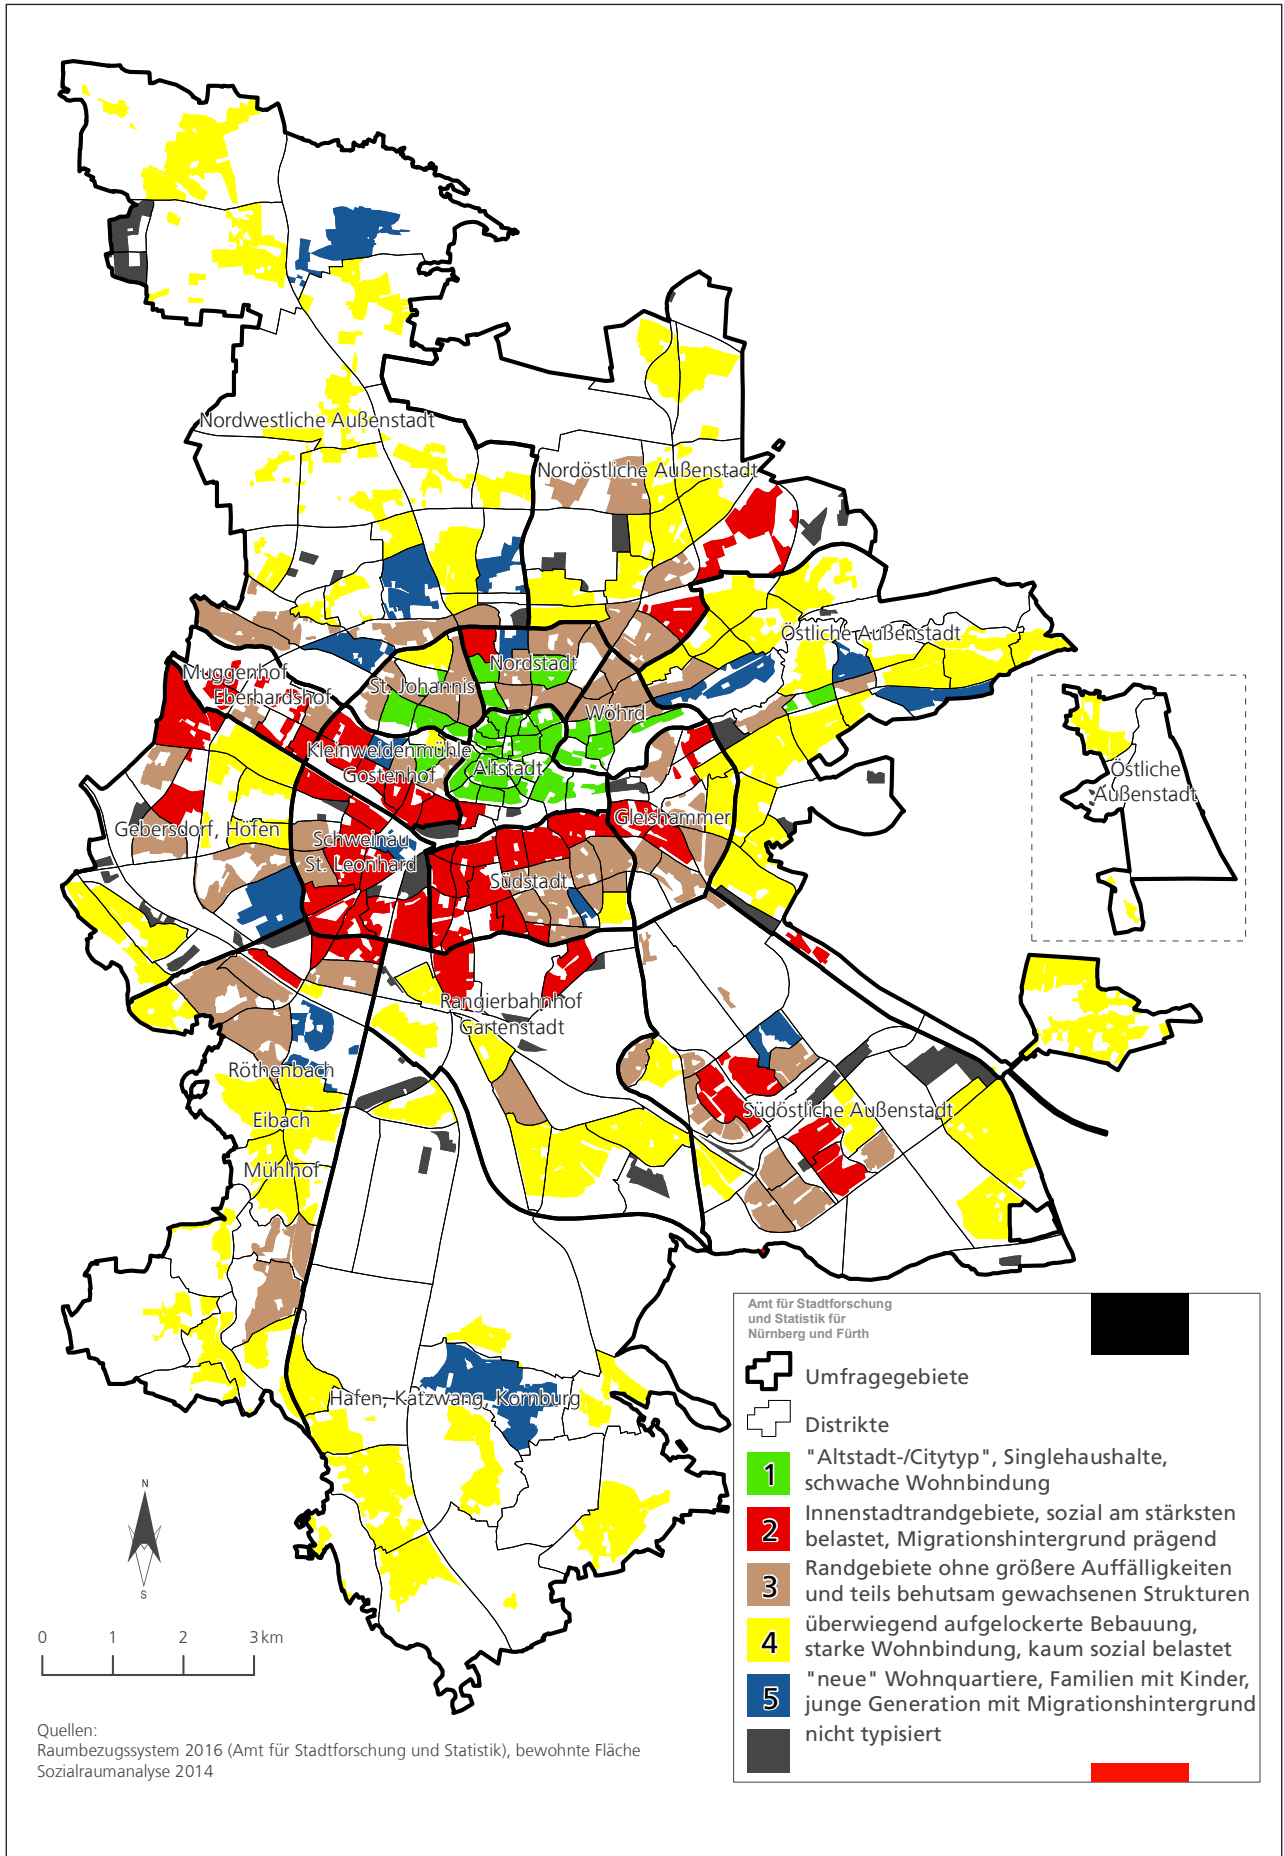 Nordwestliche Außenstadt
Nordöstliche Außenstadt
Östliche Außenstadt
Muggenhof
Eberhardshof
St. Johannis
Nordstadt
Wöhrd
Kleinweidenmühle
Gostenhof
Altstadt
Östliche
Außenstadt
Gebersdorf, Höfen
Schweinau
St. Leonhard
Gleishammer
Südstadt
Rangierbahnhof
Gartenstadt
Röthenbach
Eibach
Mühlhof
Südöstliche Außenstadt
Hafen, Katzwang, Kornburg
Amt für Stadtforschung
und Statistik für
Nürnberg und Fürth
Umfragegebiete
Distrikte
1 "Altstadt-/Citytyp", Singlehaushalte,
schwache Wohnbindung
2 Innenstadtrandgebiete, sozial am stärksten
belastet, Migrationshintergrund prägend
3 Randgebiete ohne größere Auffälligkeiten
und teils behutsam gewachsenen Strukturen
4 überwiegend aufgelockerte Bebauung,
starke Wohnbindung, kaum sozial belastet
5 "neue" Wohnquartiere, Familien mit Kinder,
junge Generation mit Migrationshintergrund
nicht typisiert
N
S
0 1 2 3 km
Quellen:
Raumbezugssystem 2016 (Amt für Stadtforschung und Statistik), bewohnte Fläche
Sozialraumanalyse 2014